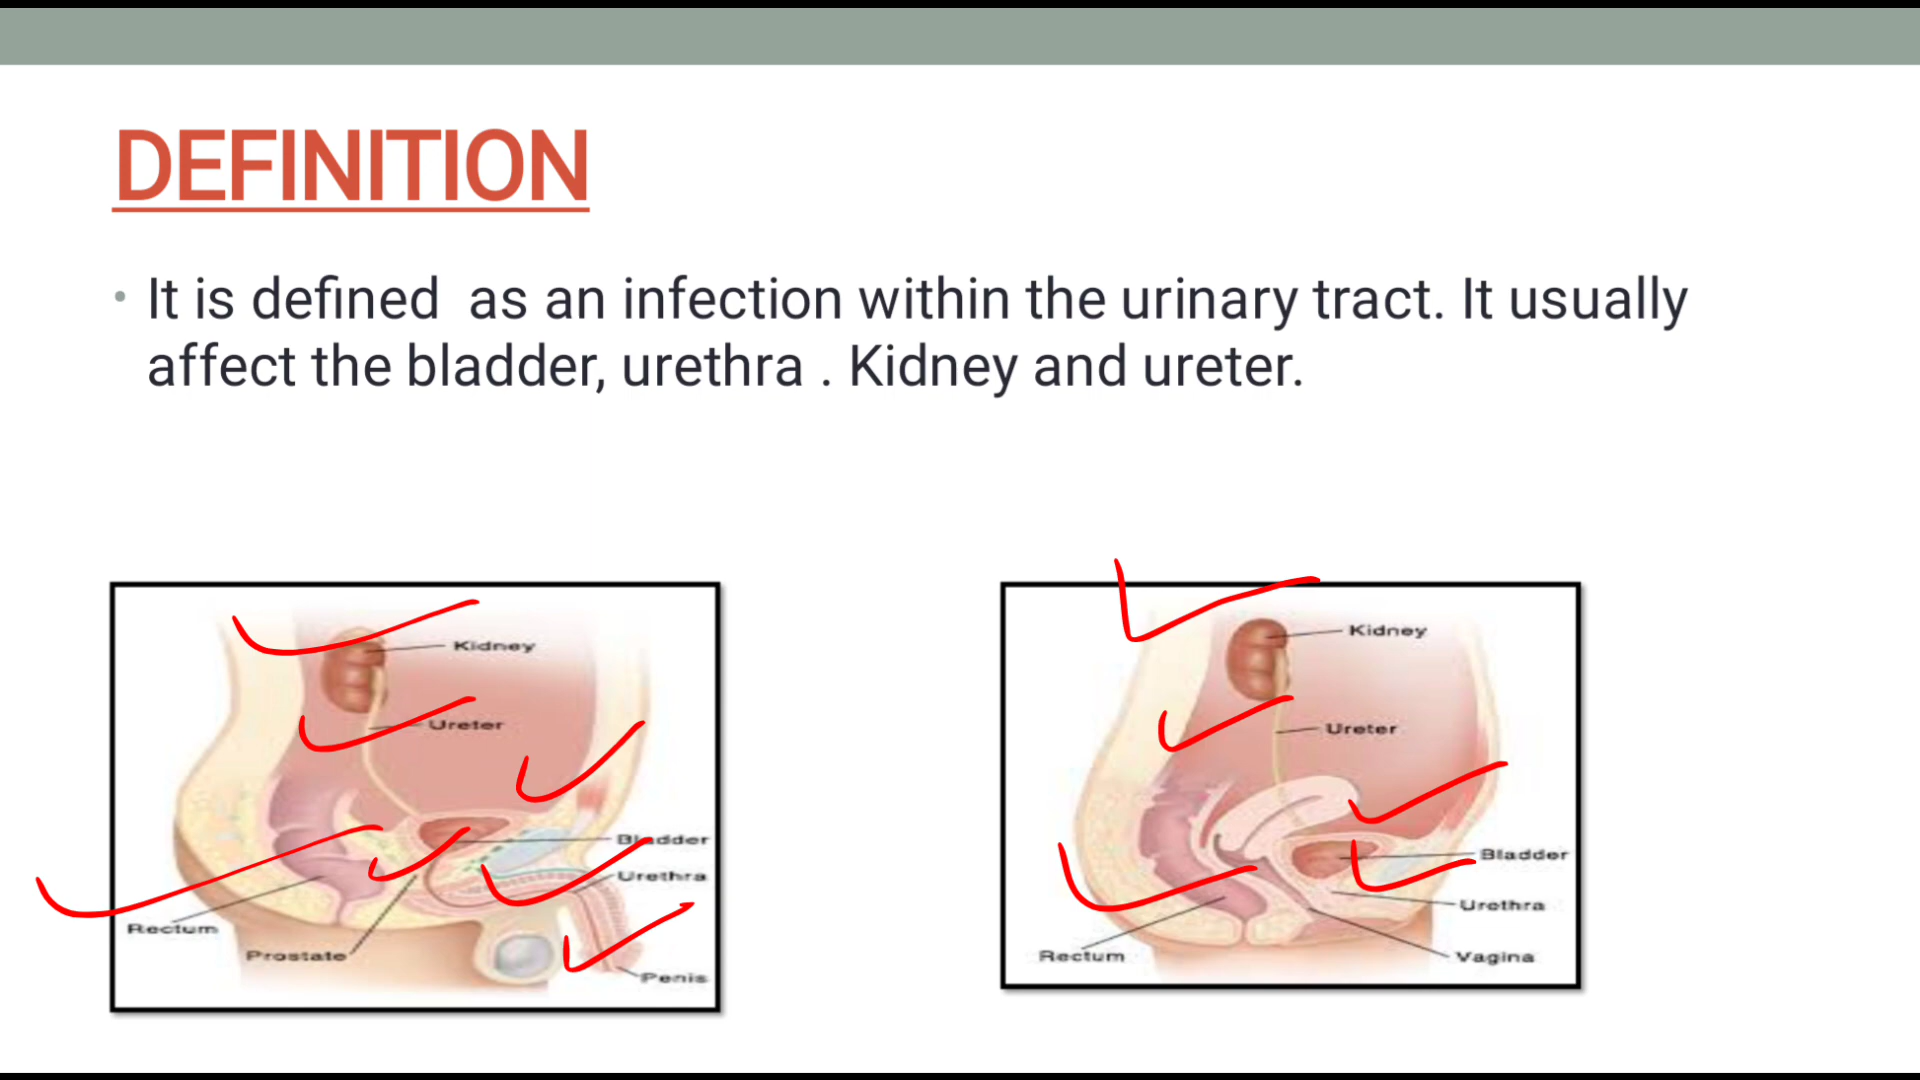 DEFINITION
• It is defined as an infection within the urinary tract. It usually
affect the bladder, urethra . Kidney and ureter.
Kidney
Ureter
Bladder
Urethra
Rectum
Prostate
Penis
Kidney
Ureter
Bladder
Urethra
Rectum
Vagina